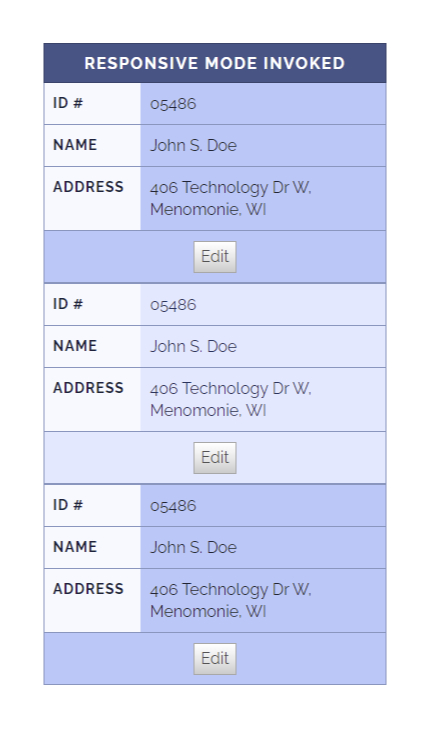 RESPONSIVE MODE INVOKED
ID # 05486
NAME John S. Doe
ADDRESS 406 Technology Dr W,
Menomonie, WI
Edit
ID # 05486
NAME John S. Doe
ADDRESS 406 Technology Dr W,
Menomonie, WI
Edit
ID # 05486
NAME John S. Doe
ADDRESS 406 Technology Dr W,
Menomonie, WI
Edit